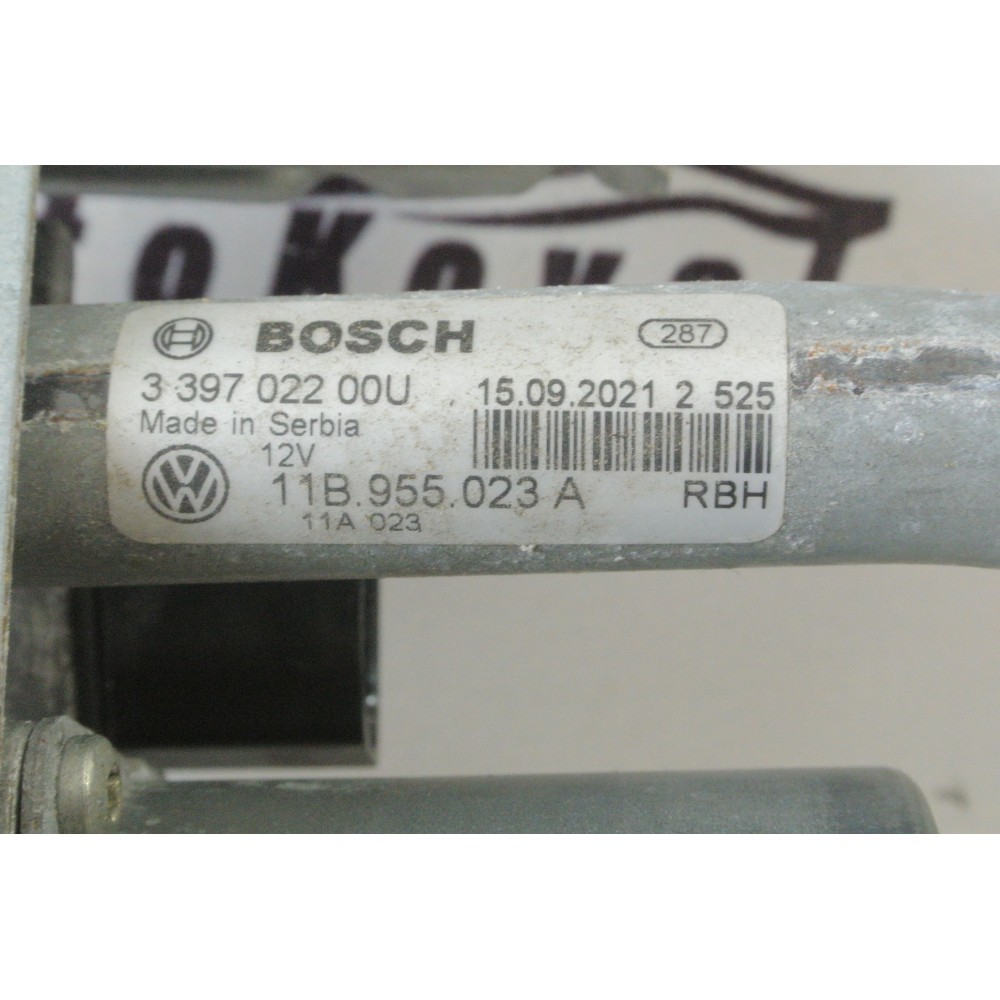 toKove
BOSCH 287
3 397 022 00U 15.09.2021 2 525
Made in Serbia
12V
11B.955.023 A RBH
11A 023